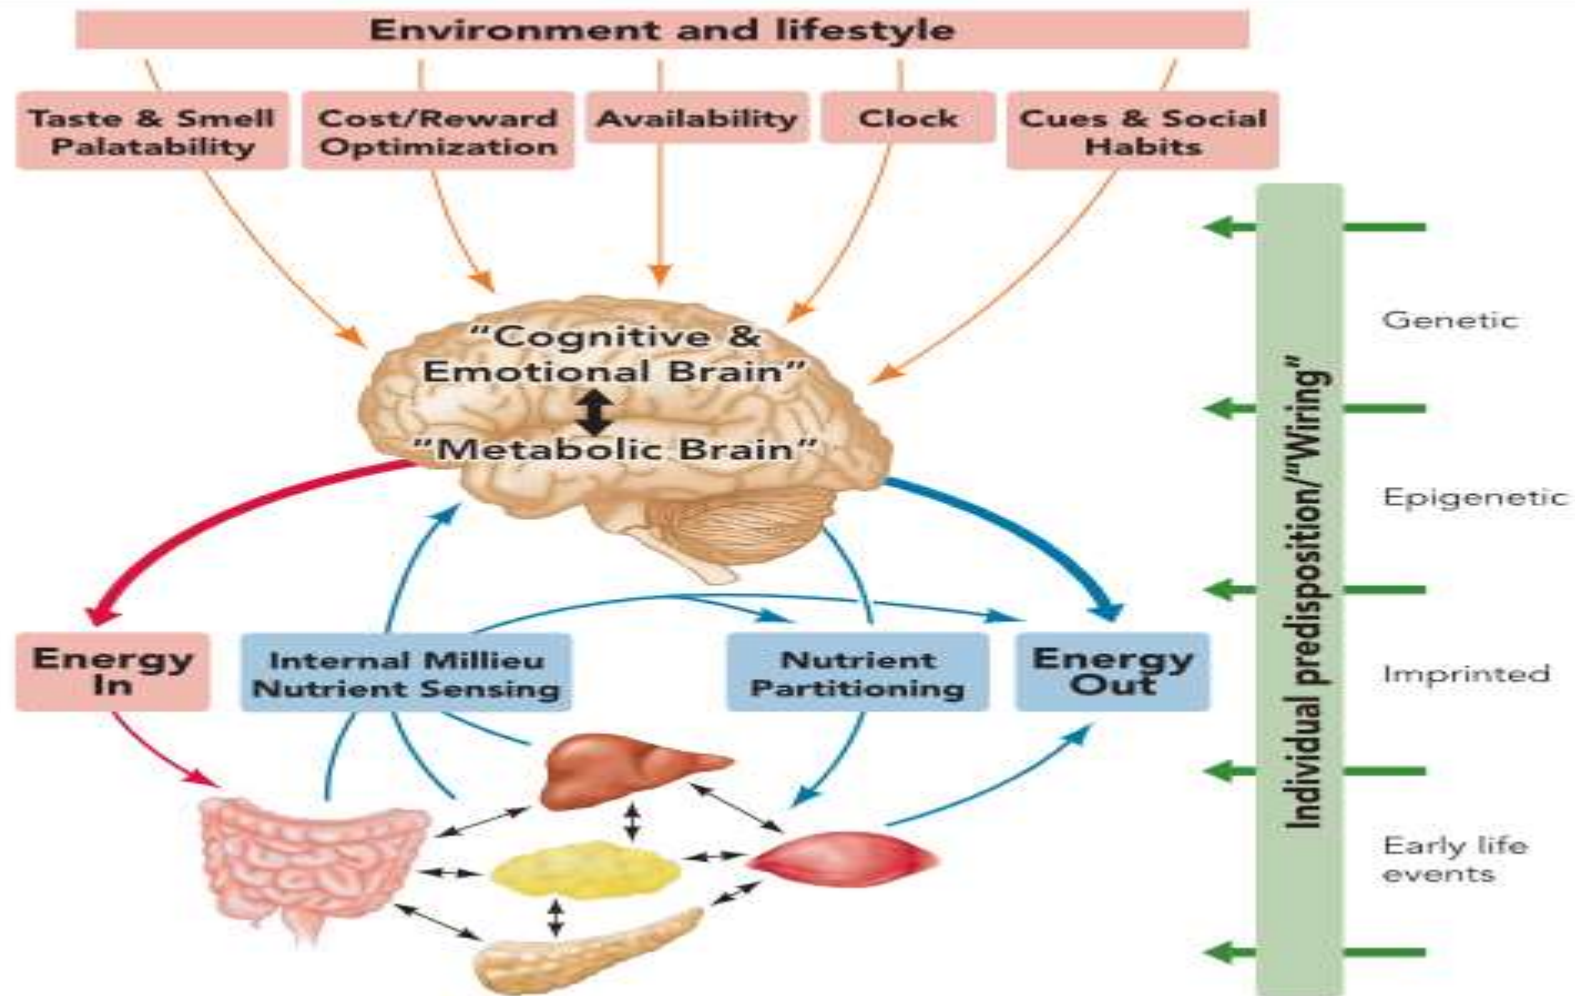 Environment and lifestyle
Taste & Smell
Palatability
Cost/Reward
Optimization
Availability
Clock
Cues & Social
Habits
"Cognitive &
Emotional Brain"
"Metabolic Brain"
Energy
In
Internal Millieu
Nutrient Sensing
Nutrient
Partitioning
Energy
Out
Individual predisposition/"Wiring"
Genetic
Epigenetic
Imprinted
Early life
events